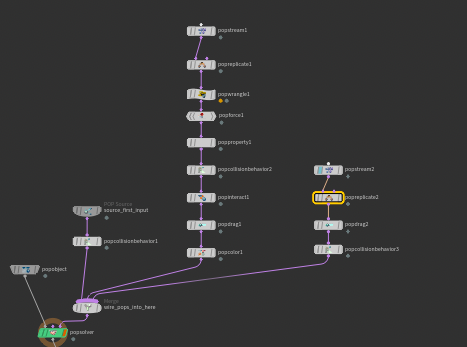 popstream1
popreplicate1
popwrangle1
popforce1
popproperty1
popcollisionbehavior2
popstream2
popinteract1
popreplicate2
POP Source
source_first_input
popdrag1
popdrag2
popcollisionbehavior1
popcolor1
popcollisionbehavior3
popobject
Merge
wire_pops_into_here
popsolver